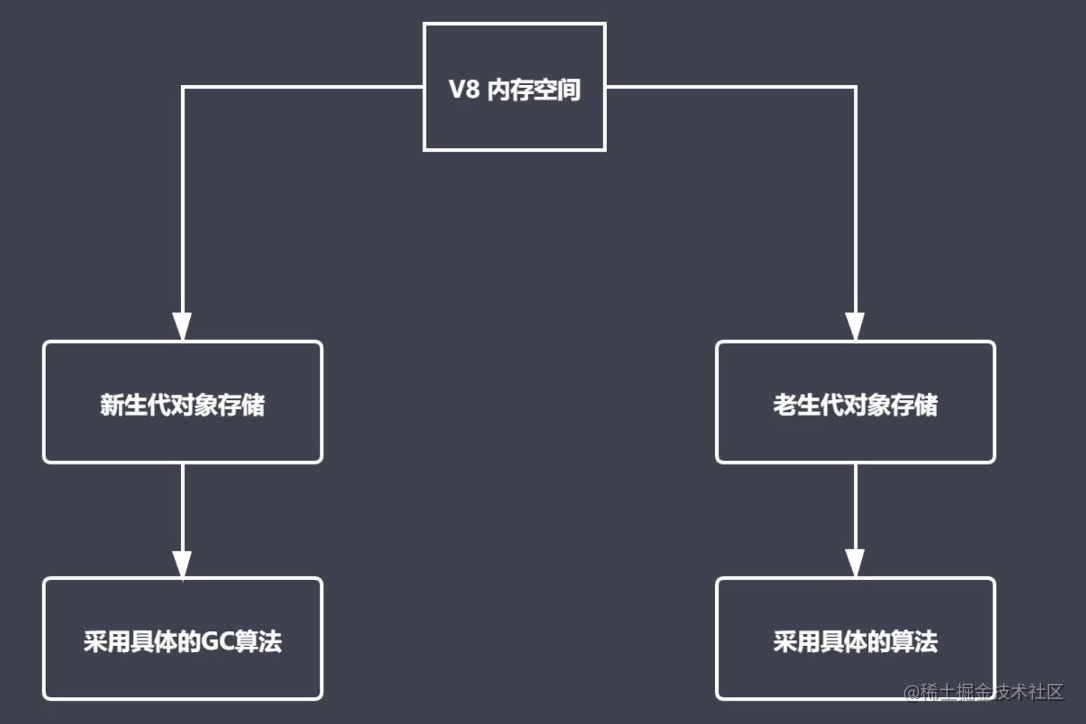 V8 内存空间
新生代对象存储
老生代对象存储
采用具体的GC算法
采用具体的算法
@稀土掘金技术社区